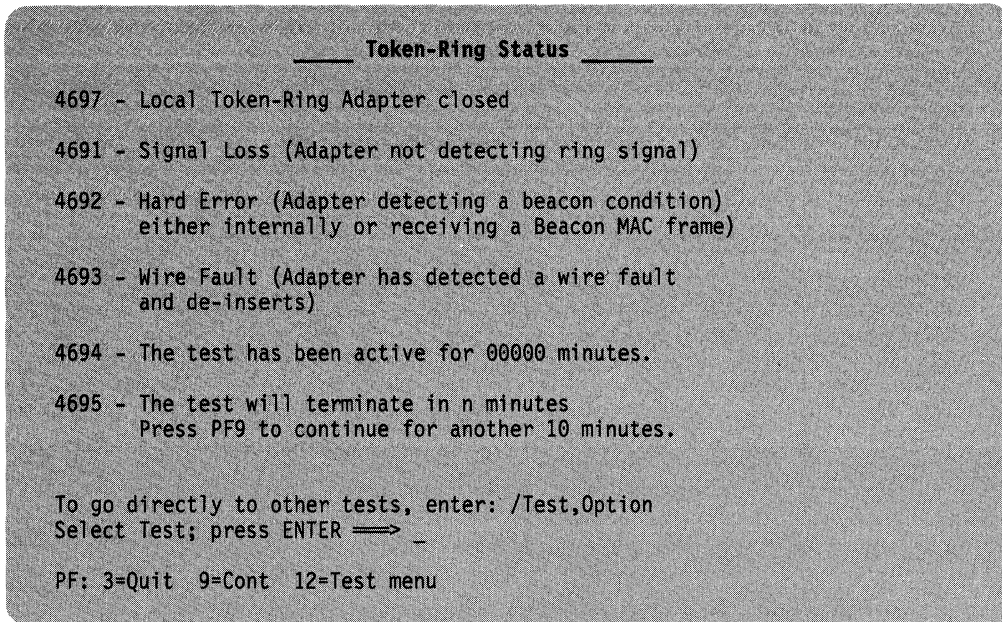 _____ Token-Ring Status ______
4697 - Local Token-Ring Adapter closed
4691 - Signal Loss (Adapter not detecting ring signal)
4692 - Hard Error (Adapter detecting a beacon condition)
either internally or receiving a Beacon MAC frame)
4693 - Wire Fault (Adapter has detected a wire fault
and de-inserts)
4694 - The test has been active for 00000 minutes.
4695 - The test will terminate in n minutes
Press PF9 to continue for another 10 minutes.
To go directly to other tests, enter: /Test,Option
Select Test; press ENTER ===> _
PF: 3=Quit 9=Cont 12=Test menu